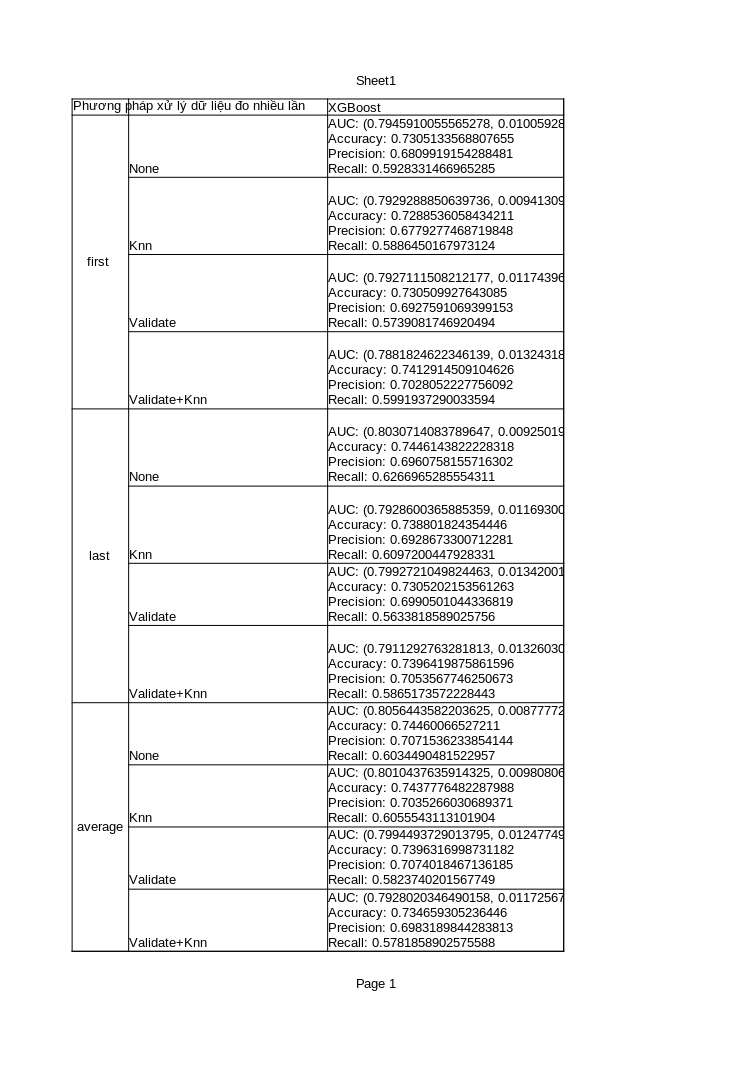 Sheet1
Phương pháp xử lý dữ liệu đo nhiều lần
XGBoost
first
None
AUC: (0.7945910055565278, 0.01005928
Accuracy: 0.7305133568807655
Precision: 0.6809919154288481
Recall: 0.5928331466965285
Knn
AUC: (0.7929288850639736, 0.00941309
Accuracy: 0.7288536058434211
Precision: 0.6779277468719848
Recall: 0.5886450167973124
Validate
AUC: (0.7927111508212177, 0.01174396
Accuracy: 0.730509927643085
Precision: 0.6927591069399153
Recall: 0.5739081746920494
Validate+Knn
AUC: (0.7881824622346139, 0.01324318
Accuracy: 0.7412914509104626
Precision: 0.7028052227756092
Recall: 0.5991937290033594
last
None
AUC: (0.8030714083789647, 0.00925019
Accuracy: 0.7446143822228318
Precision: 0.6960758155716302
Recall: 0.6266965285554311
Knn
AUC: (0.7928600365885359, 0.01169300
Accuracy: 0.738801824354446
Precision: 0.6928673300712281
Recall: 0.6097200447928331
Validate
AUC: (0.7992721049824463, 0.01342001
Accuracy: 0.7305202153561263
Precision: 0.6990501044336819
Recall: 0.5633818589025756
Validate+Knn
AUC: (0.7911292763281813, 0.01326030
Accuracy: 0.7396419875861596
Precision: 0.7053567746250673
Recall: 0.5865173572228443
average
None
AUC: (0.8056443582203625, 0.00877772
Accuracy: 0.74460066527211
Precision: 0.7071536233854144
Recall: 0.6034490481522957
Knn
AUC: (0.8010437635914325, 0.00980806
Accuracy: 0.7437776482287988
Precision: 0.7035266030689371
Recall: 0.6055543113101904
Validate
AUC: (0.7994493729013795, 0.01247749
Accuracy: 0.7396316998731182
Precision: 0.7074018467136185
Recall: 0.5823740201567749
Validate+Knn
AUC: (0.7928020346490158, 0.01172567
Accuracy: 0.734659305236446
Precision: 0.6983189844283813
Recall: 0.5781858902575588
Page 1